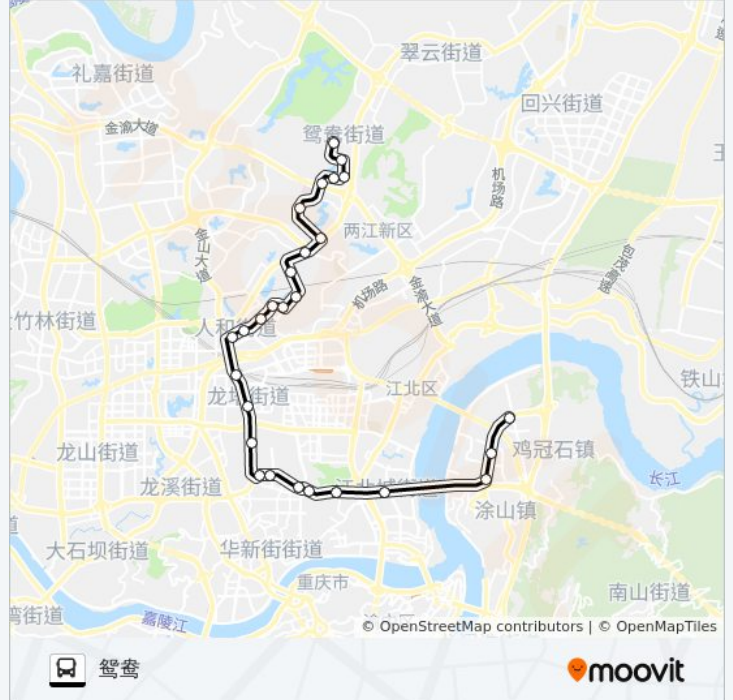 翠云街道
礼嘉街道
回兴街道
金渝大道
鸳鸯街道
机场路
两江新区
金山大道
包茂高速
机场路
金渝大道
竹林街道
人和街道
铁山
江北区
龙塔街道
鸡冠石镇
龙山街道
长江
龙溪街道
江北城街道
涂山镇
大石坝街道
华新街街道
重庆市
南山街道
湾街道
嘉陵江
© OpenStreetMap contributors | © OpenMapTiles
鸳鸯
moovit